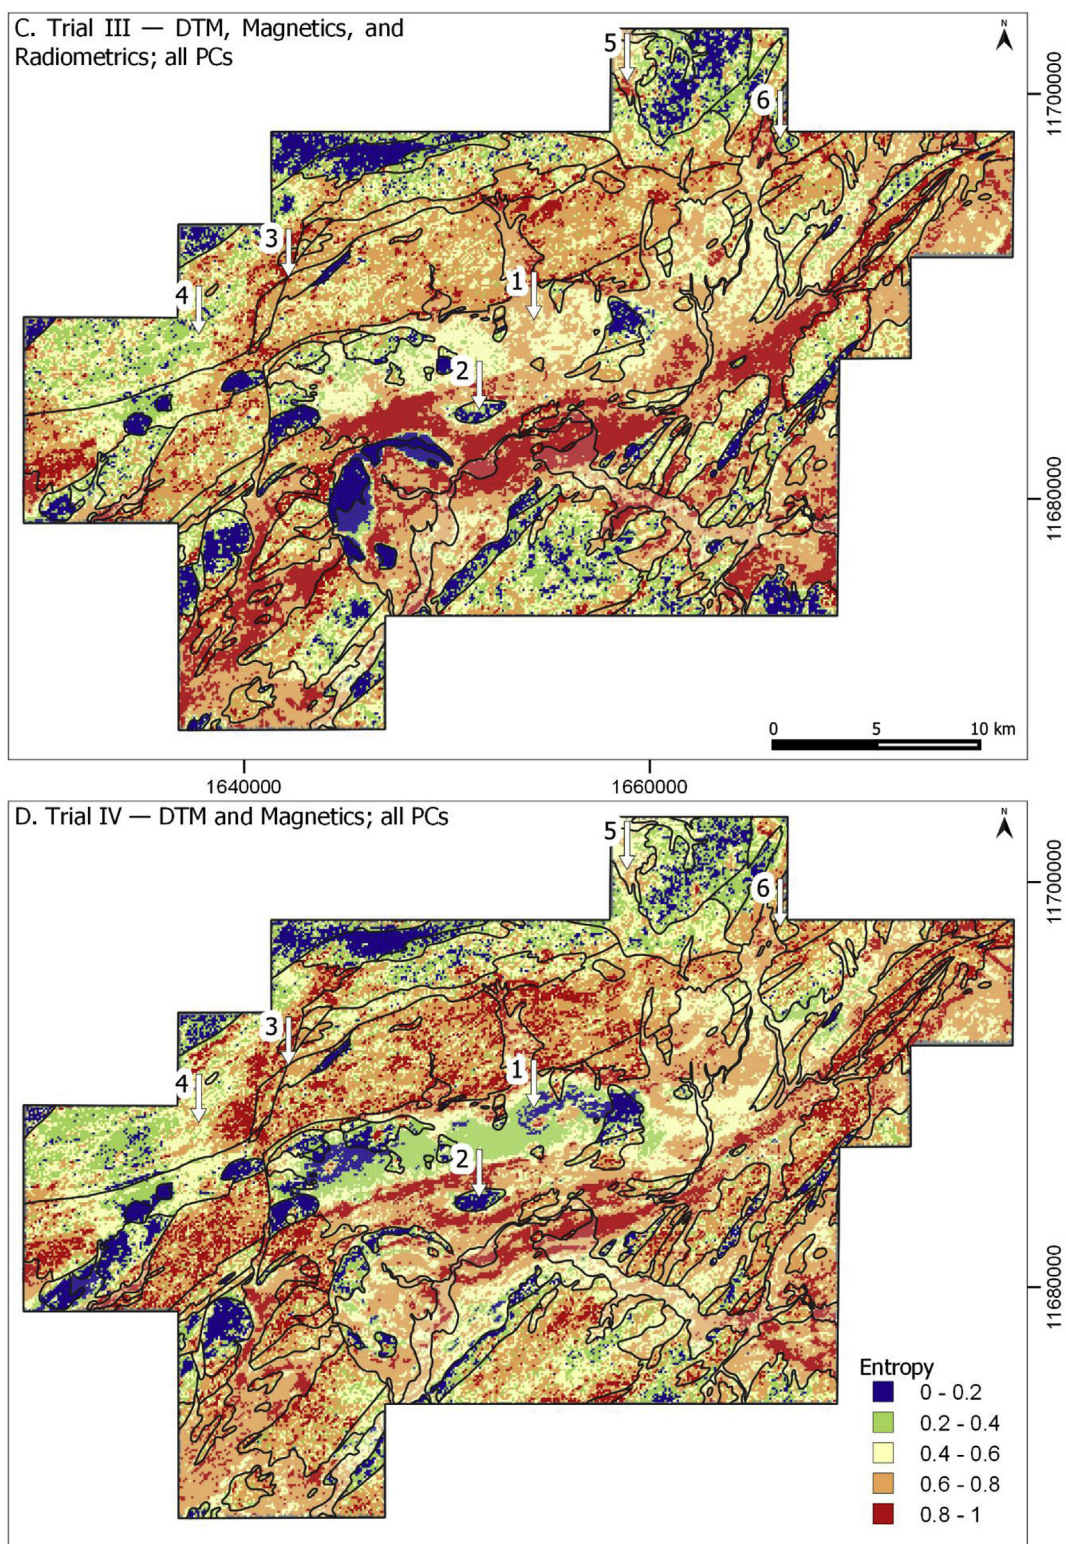 C. Trial III — DTM, Magnetics, and
Radiometrics; all PCs
N
5
6
11700000
3
4
1
2
11680000
0 5 10 km
1640000 1660000
D. Trial IV — DTM and Magnetics; all PCs
N
5
6
11700000
3
4
1
2
11680000
Entropy
0 - 0.2
0.2 - 0.4
0.4 - 0.6
0.6 - 0.8
0.8 - 1